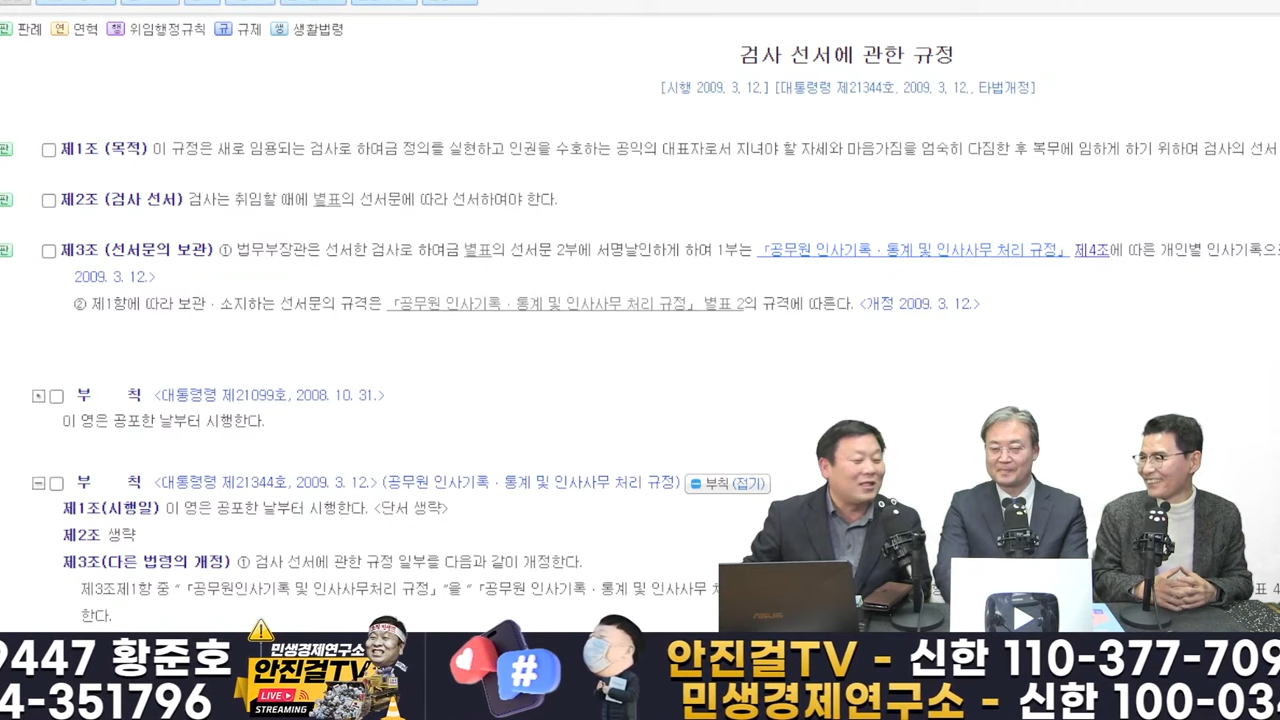 판 판례 연 연혁 행 위임행정규칙 규 규제 생 생활법령
검사 선서에 관한 규정
[시행 2009. 3. 12.] [대통령령 제21344호, 2009. 3. 12., 타법개정]
판 제1조 (목적) 이 규정은 새로 임용되는 검사로 하여금 정의를 실현하고 인권을 수호하는 공익의 대표자로서 지녀야 할 자세와 마음가짐을 엄숙히 다짐한 후 복무에 임하게 하기 위하여 검사의 선서
판 제2조 (검사 선서) 검사는 취임할 때에 별표의 선서문에 따라 선서하여야 한다.
판 제3조 (선서문의 보관) ① 법무부장관은 선서한 검사로 하여금 별표의 선서문 2부에 서명날인하게 하여 1부는 「공무원 인사기록ㆍ통계 및 인사사무 처리 규정」 제4조에 따른 개인별 인사기록으
2009. 3. 12.>
② 제1항에 따라 보관ㆍ소지하는 선서문의 규격은 「공무원 인사기록ㆍ통계 및 인사사무 처리 규정」 별표 2의 규격에 따른다. <개정 2009. 3. 12.>
부 칙 <대통령령 제21099호, 2008. 10. 31.>
이 영은 공포한 날부터 시행한다.
부 칙 <대통령령 제21344호, 2009. 3. 12.> (공무원 인사기록ㆍ통계 및 인사사무 처리 규정) 부칙 (접기)
제1조(시행일) 이 영은 공포한 날부터 시행한다. <단서 생략>
제2조 생략
제3조(다른 법령의 개정) ① 검사 선서에 관한 규정 일부를 다음과 같이 개정한다.
제3조제1항 중 "「공무원인사기록 및 인사사무처리 규정」"을 "「공무원 인사기록ㆍ통계 및 인사사무 처 표 4
한다.
ASUS
9447 황준호
4-351796
민생경제연구소
안진걸TV
LIVE
STREAMING
#
안진걸TV - 신한 110-377-709
민생경제연구소 - 신한 100-03